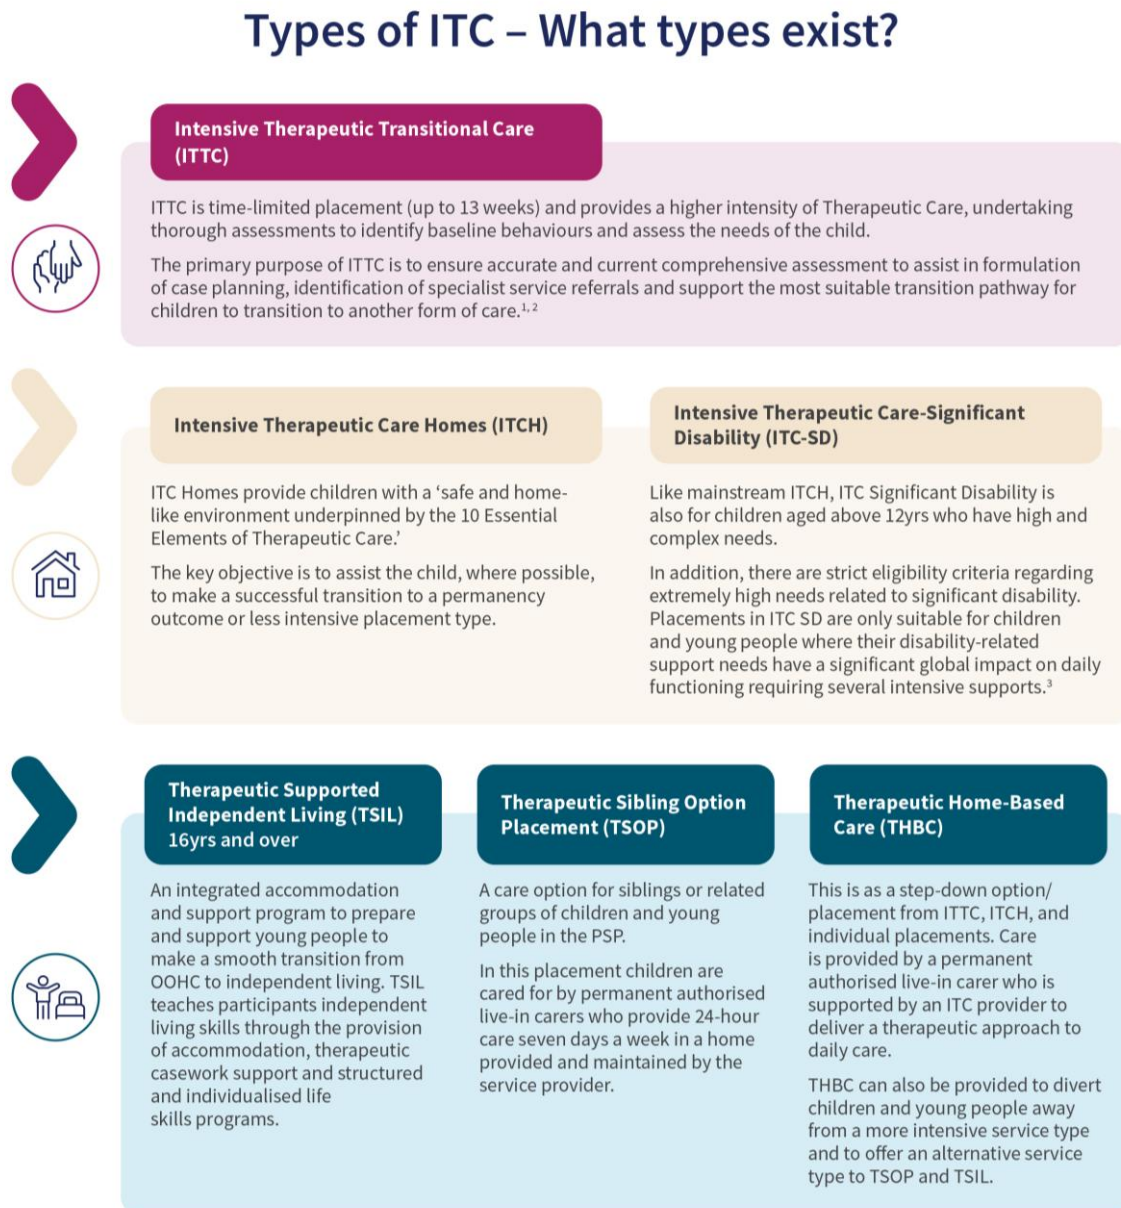 Types of ITC – What types exist?
Intensive Therapeutic Transitional Care
(ITTC)
ITTC is time-limited placement (up to 13 weeks) and provides a higher intensity of Therapeutic Care, undertaking
thorough assessments to identify baseline behaviours and assess the needs of the child.
The primary purpose of ITTC is to ensure accurate and current comprehensive assessment to assist in formulation
of case planning, identification of specialist service referrals and support the most suitable transition pathway for
children to transition to another form of care.¹,²
Intensive Therapeutic Care Homes (ITCH)
ITC Homes provide children with a ‘safe and home-
like environment underpinned by the 10 Essential
Elements of Therapeutic Care.’
The key objective is to assist the child, where possible,
to make a successful transition to a permanency
outcome or less intensive placement type.
Intensive Therapeutic Care-Significant
Disability (ITC-SD)
Like mainstream ITCH, ITC Significant Disability is
also for children aged above 12yrs who have high and
complex needs.
In addition, there are strict eligibility criteria regarding
extremely high needs related to significant disability.
Placements in ITC SD are only suitable for children
and young people where their disability-related
support needs have a significant global impact on daily
functioning requiring several intensive supports.³
Therapeutic Supported
Independent Living (TSIL)
16yrs and over
An integrated accommodation
and support program to prepare
and support young people to
make a smooth transition from
OOHC to independent living. TSIL
teaches participants independent
living skills through the provision
of accommodation, therapeutic
casework support and structured
and individualised life
skills programs.
Therapeutic Sibling Option
Placement (TSOP)
A care option for siblings or related
groups of children and young
people in the PSP.
In this placement children are
cared for by permanent authorised
live-in carers who provide 24-hour
care seven days a week in a home
provided and maintained by the
service provider.
Therapeutic Home-Based
Care (THBC)
This is as a step-down option/
placement from ITTC, ITCH, and
individual placements. Care
is provided by a permanent
authorised live-in carer who is
supported by an ITC provider to
deliver a therapeutic approach to
daily care.
THBC can also be provided to divert
children and young people away
from a more intensive service type
and to offer an alternative service
type to TSOP and TSIL.